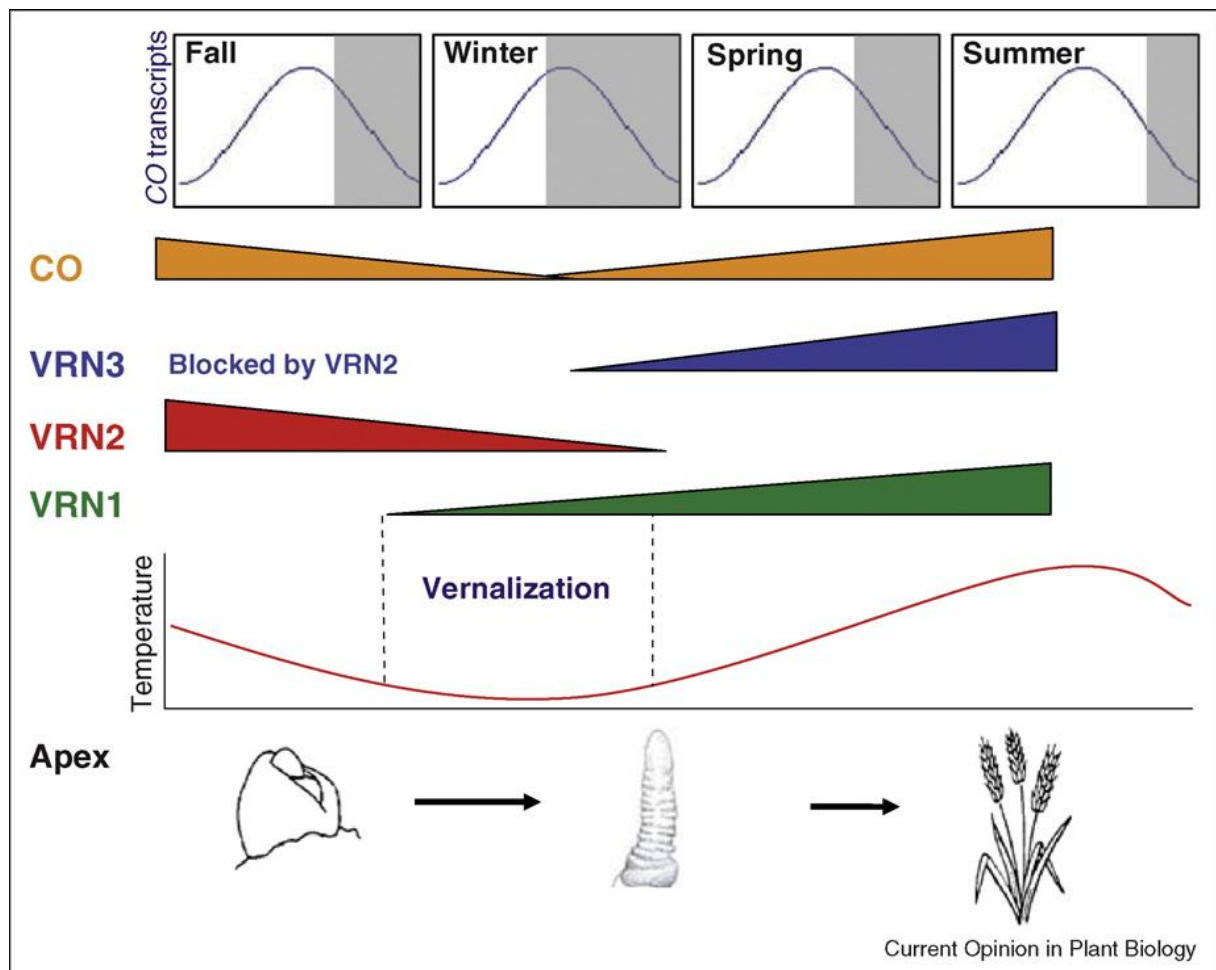 CO transcripts
Fall
Winter
Spring
Summer
CO
VRN3
Blocked by VRN2
VRN2
VRN1
Vernalization
Temperature
Apex
Current Opinion in Plant Biology